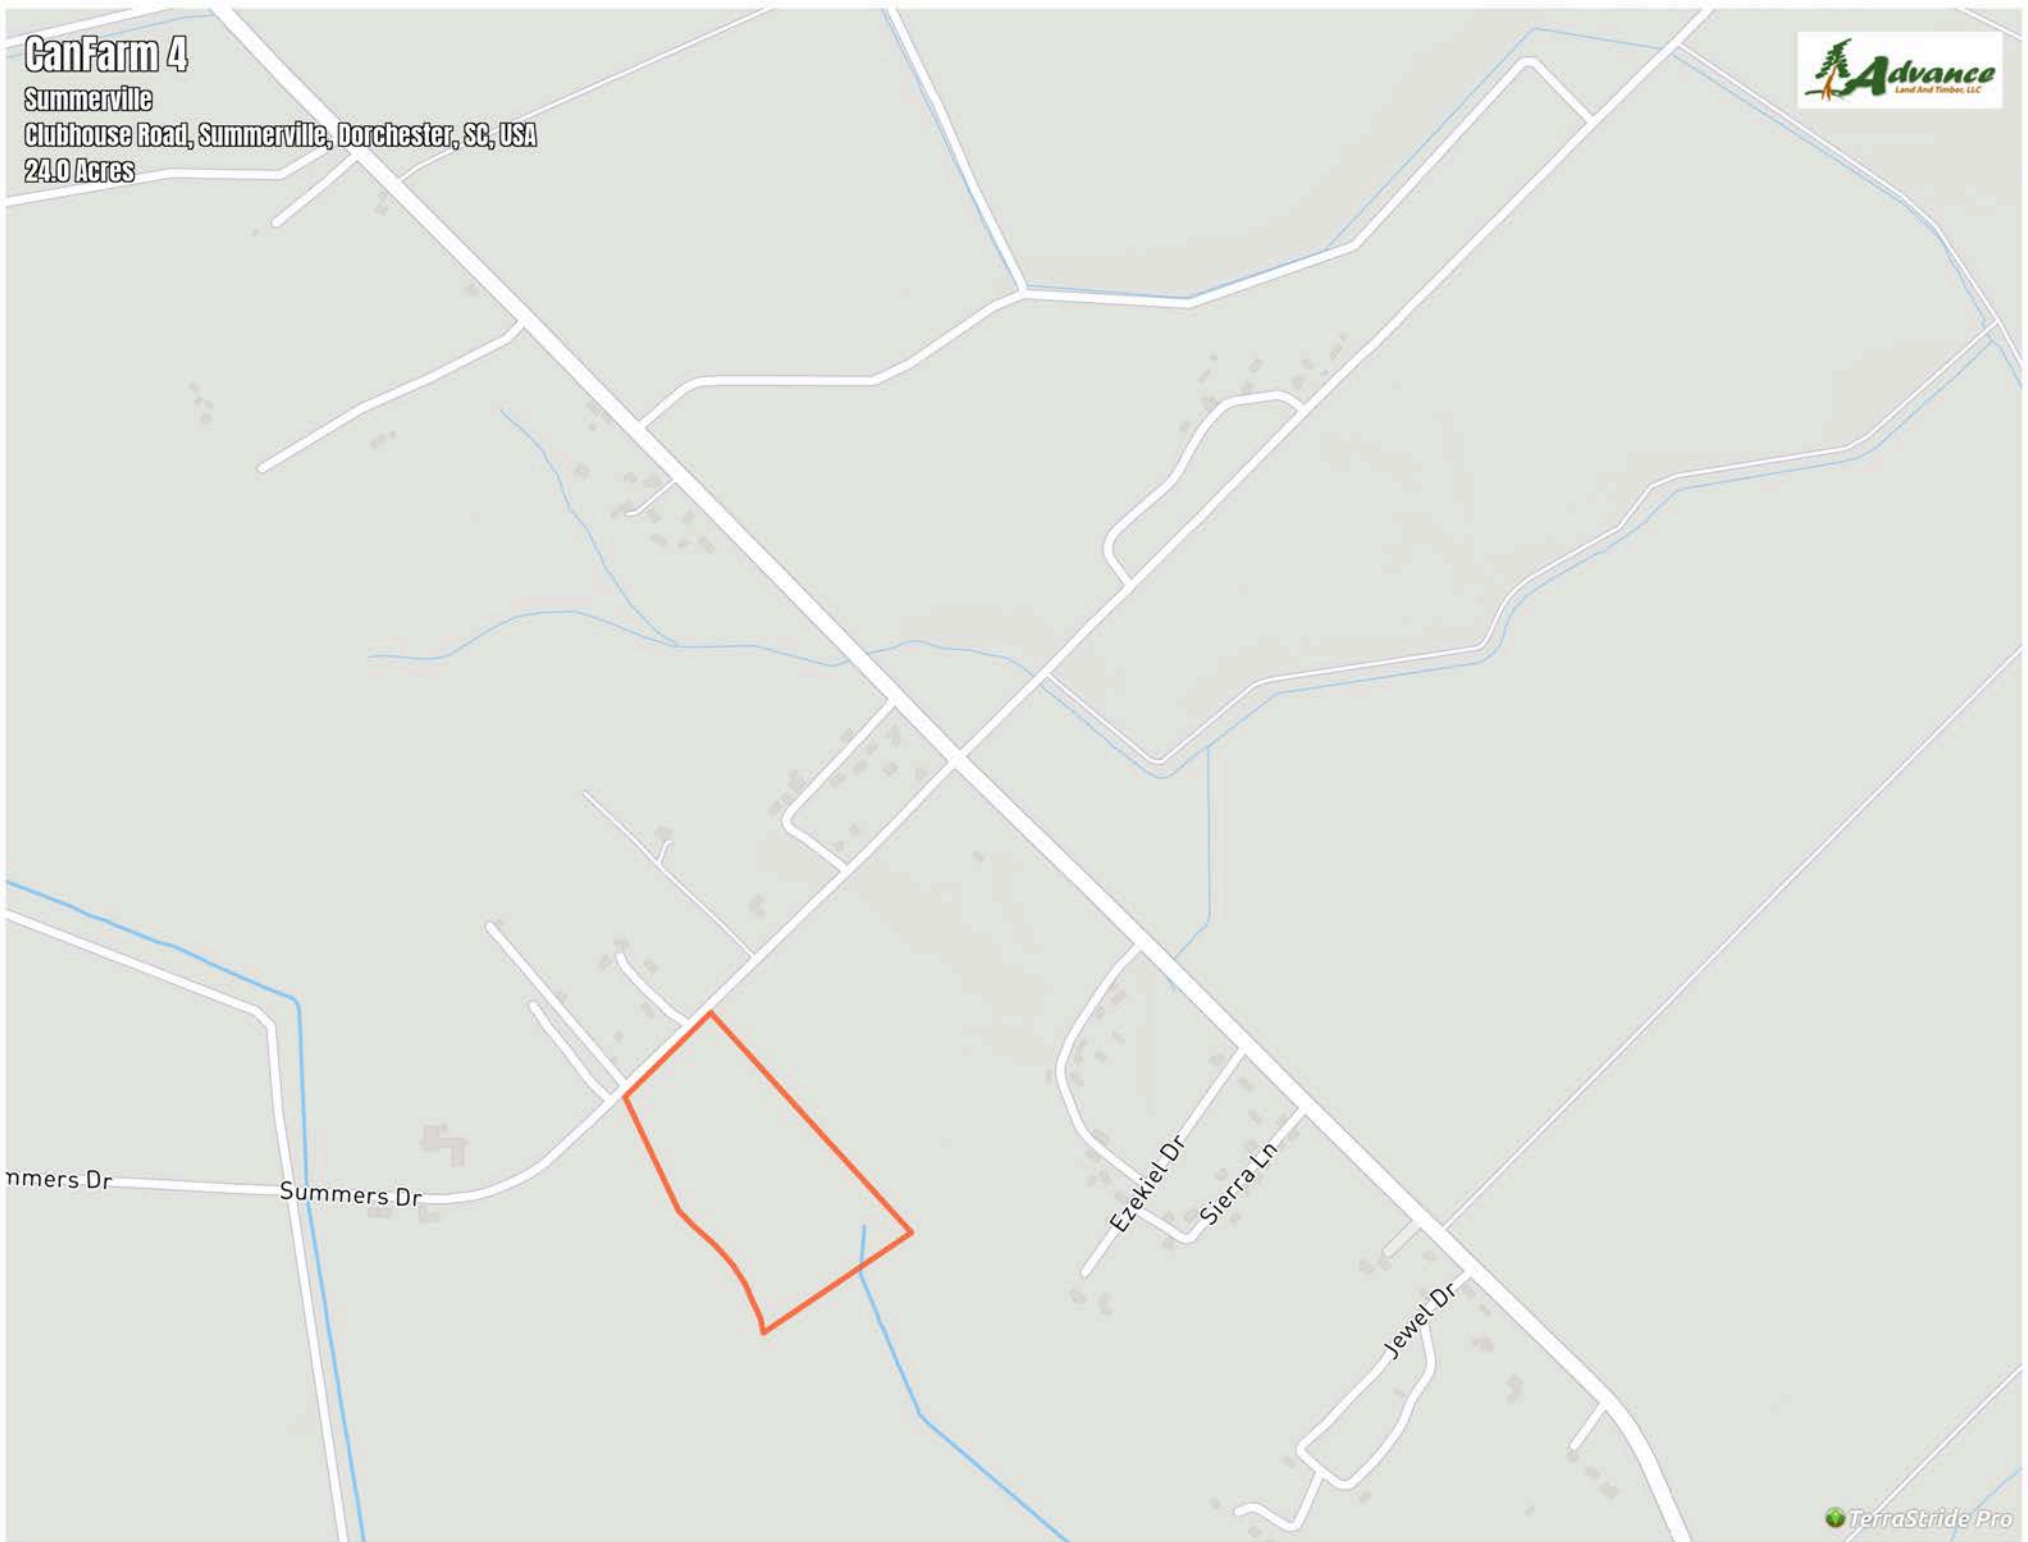 CanFarm 4
Summerville
Clubhouse Road, Summerville, Dorchester, SC, USA
24.0 Acres
Advance
Land And Timber, LLC
mmers Dr
Summers Dr
Ezekiel Dr
Sierra Ln
Jewel Dr
TerraStride Pro